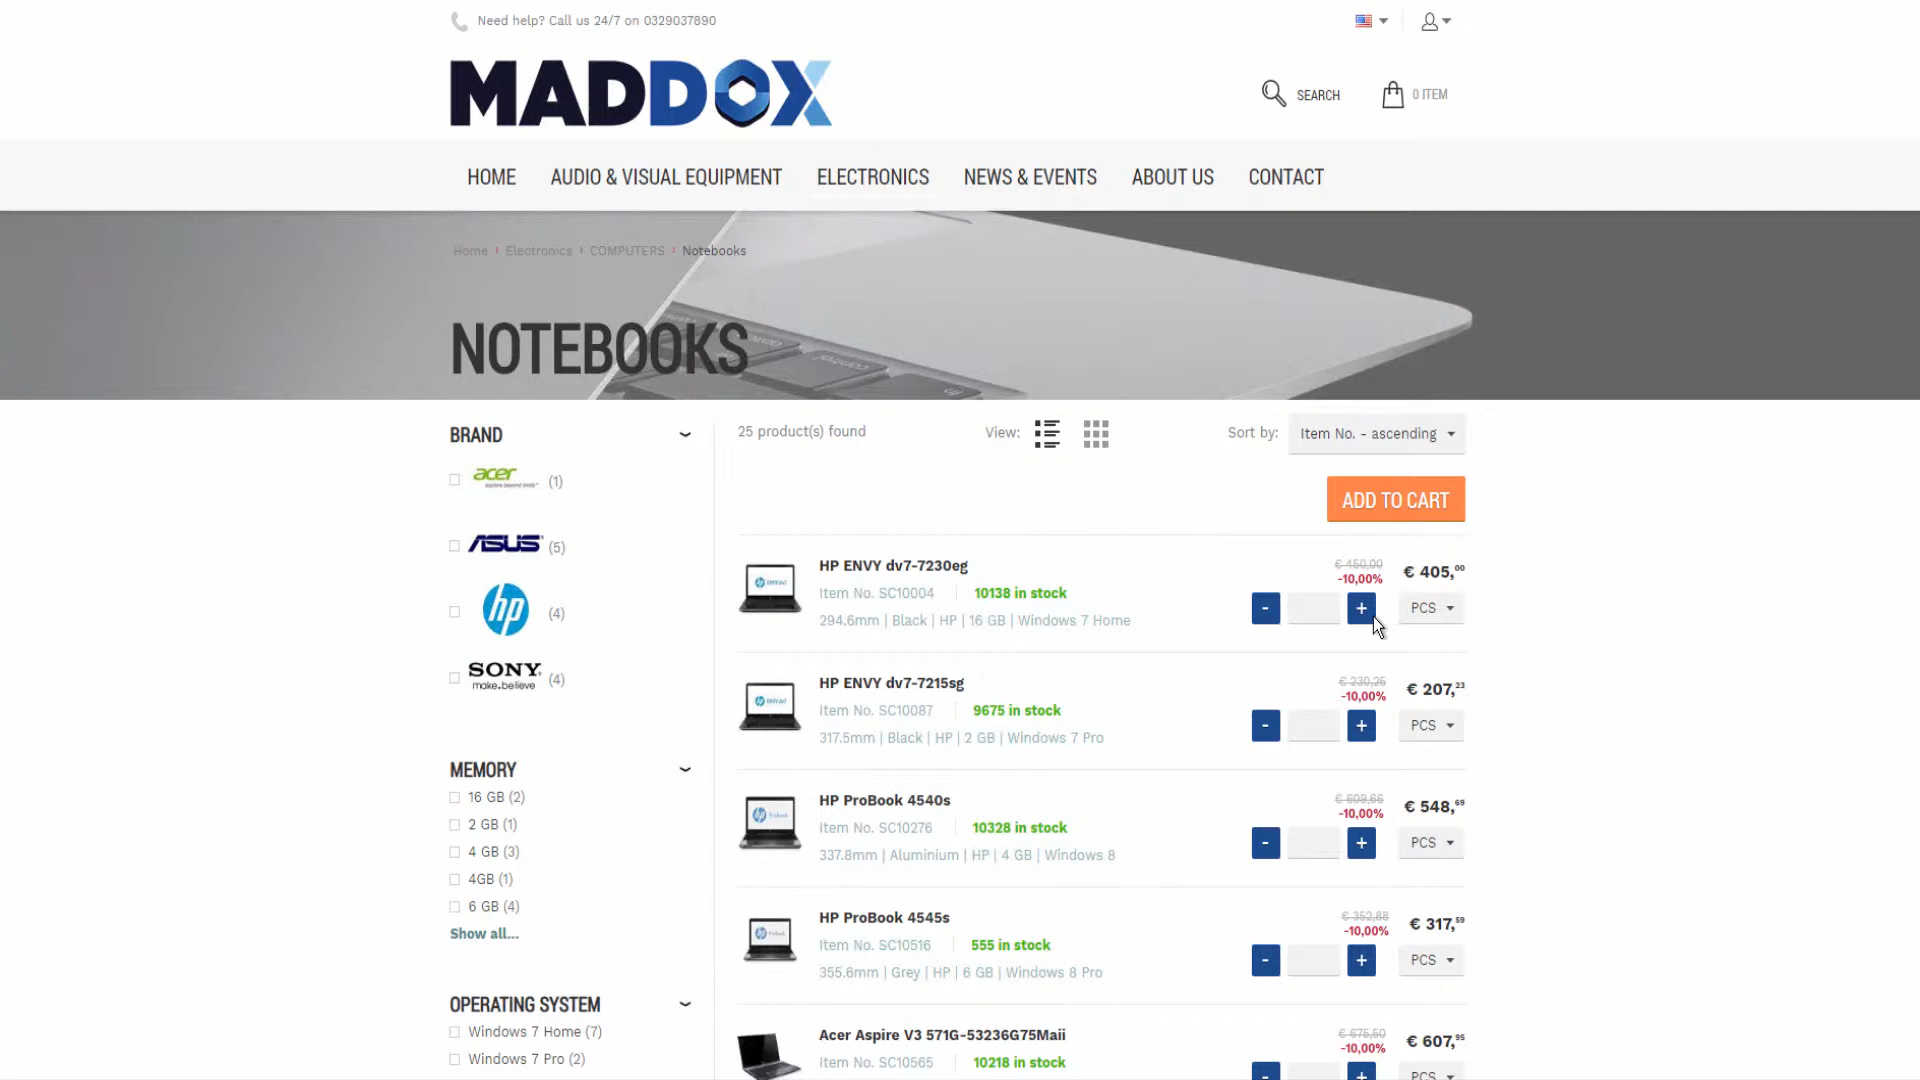 Need help? Call us 24/7 on 0329037890
MADDOX
SEARCH
0 ITEM
HOME AUDIO & VISUAL EQUIPMENT ELECTRONICS NEWS & EVENTS ABOUT US CONTACT
Home › Electronics › COMPUTERS › Notebooks
NOTEBOOKS
BRAND
acer (1)
ASUS (5)
hp (4)
SONY
make.believe (4)
MEMORY
16 GB (2)
2 GB (1)
4 GB (3)
4GB (1)
6 GB (4)
Show all...
OPERATING SYSTEM
Windows 7 Home (7)
Windows 7 Pro (2)
25 product(s) found
View:
Sort by: Item No. - ascending
ADD TO CART
HP ENVY dv7-7230eg
Item No. SC10004 | 10138 in stock
294.6mm | Black | HP | 16 GB | Windows 7 Home
€ 450,00
-10,00%
€ 405,00
- + PCS
HP ENVY dv7-7215sg
Item No. SC10087 | 9675 in stock
317.5mm | Black | HP | 2 GB | Windows 7 Pro
€ 230,25
-10,00%
€ 207,23
- + PCS
HP ProBook 4540s
Item No. SC10276 | 10328 in stock
337.8mm | Aluminium | HP | 4 GB | Windows 8
€ 609,66
-10,00%
€ 548,69
- + PCS
HP ProBook 4545s
Item No. SC10516 | 555 in stock
355.6mm | Grey | HP | 6 GB | Windows 8 Pro
€ 352,88
-10,00%
€ 317,59
- + PCS
Acer Aspire V3 571G-53236G75Maii
Item No. SC10565 | 10218 in stock
€ 675,50
-10,00%
€ 607,95
- + PCS